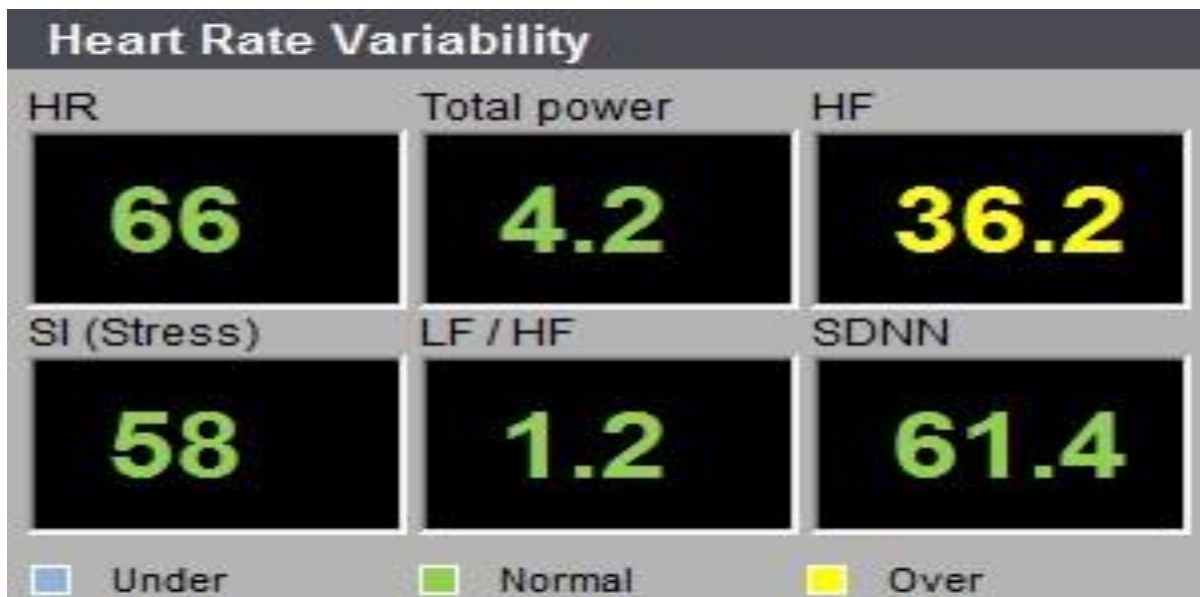 Heart Rate Variability
HR Total power HF
66 4.2 36.2
SI (Stress) LF / HF SDNN
58 1.2 61.4
Under Normal Over